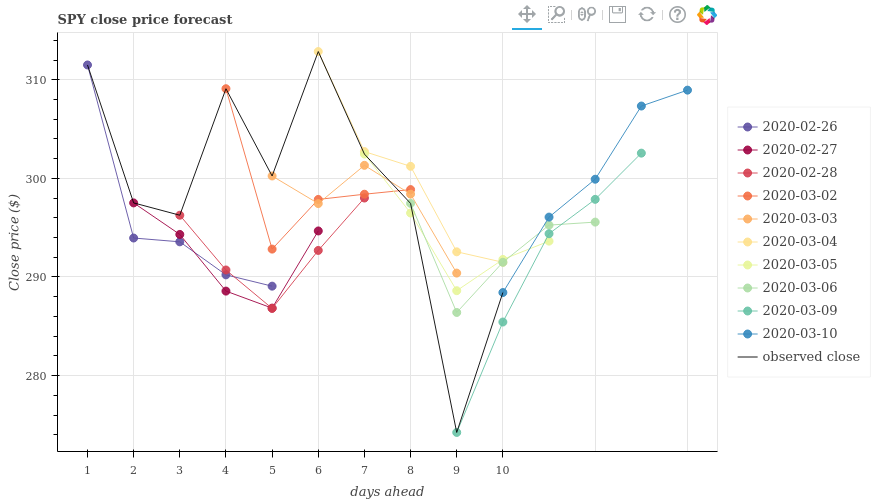 SPY close price forecast
310
300
290
280
Close price ($)
1 2 3 4 5 6 7 8 9 10
days ahead
2020-02-26
2020-02-27
2020-02-28
2020-03-02
2020-03-03
2020-03-04
2020-03-05
2020-03-06
2020-03-09
2020-03-10
observed close